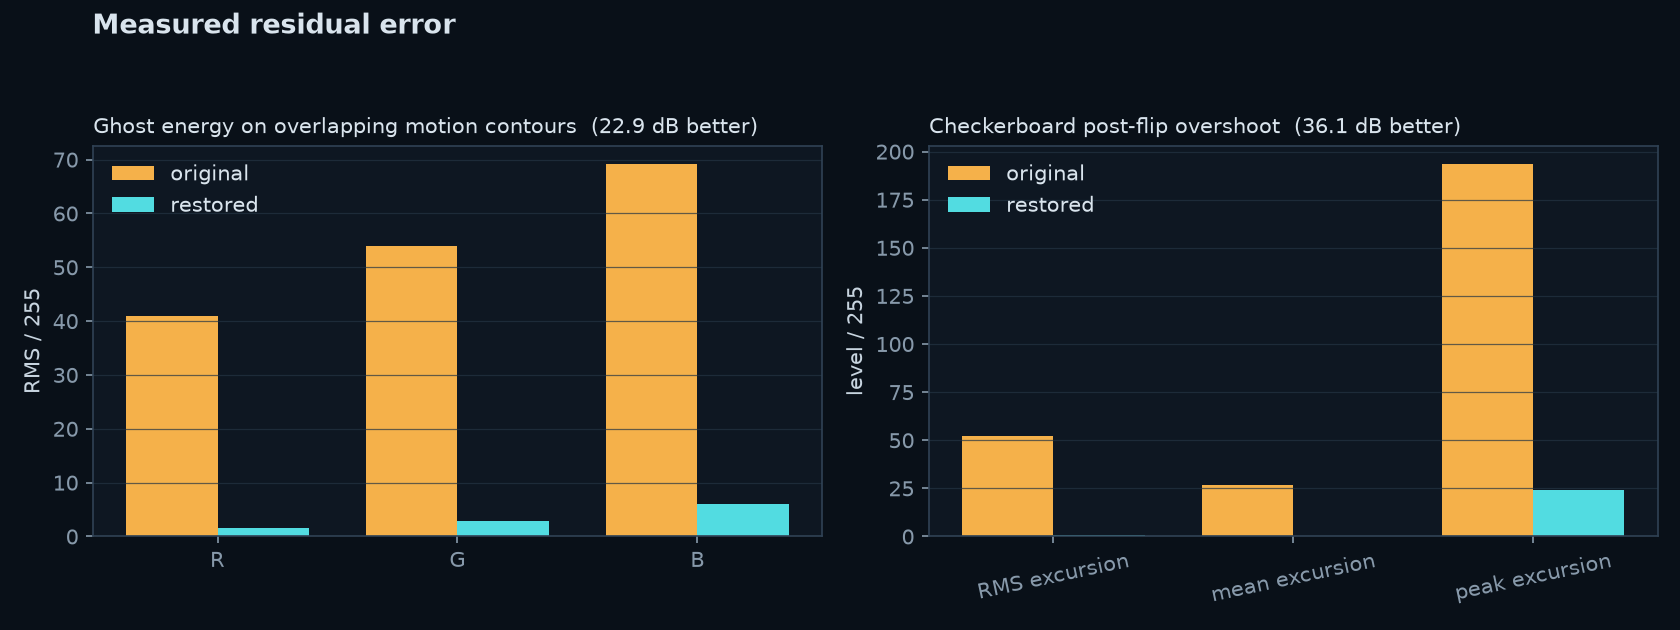 Measured residual error
Ghost energy on overlapping motion contours (22.9 dB better)
original
restored
RMS / 255
70
60
50
40
30
20
10
0
R
G
B
Checkerboard post-flip overshoot (36.1 dB better)
original
restored
level / 255
200
175
150
125
100
75
50
25
0
RMS excursion
mean excursion
peak excursion